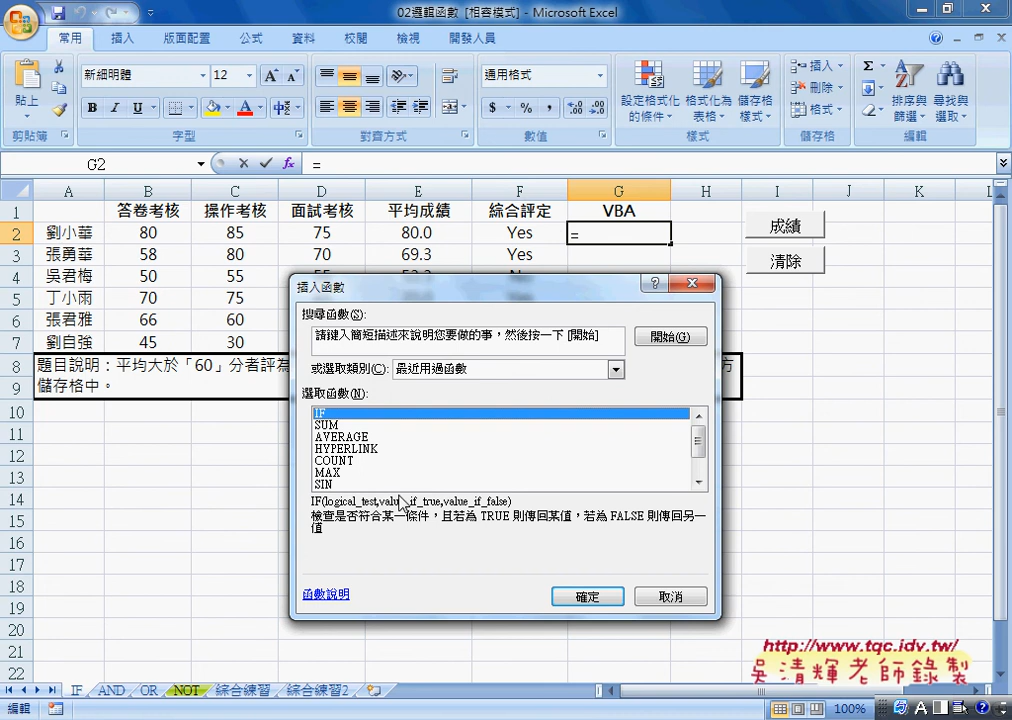 02邏輯函數 [相容模式] - Microsoft Excel
常用 插入 版面配置 公式 資料 校閱 檢視 開發人員
新細明體 12 通用格式
貼上 設定格式化的條件 格式化為表格 儲存格樣式 插入 刪除 格式 排序與篩選 尋找與選取
剪貼簿 字型 對齊方式 數值 樣式 儲存格 編輯
G2 =
A B C D E F G H I J K L
1 答卷考核 操作考核 面試考核 平均成績 綜合評定 VBA
2 劉小華 80 85 75 80.0 Yes = 成績
3 張勇華 58 80 70 69.3 Yes 清除
4 吳君梅 50 55
5 丁小雨 70 75
6 張君雅 66 60
7 劉自強 45 30
8 題目說明：平均大於「60」分者評為 方
9 儲存格中。
10
11
12
13
14
15
16
17
18
19
20
21
22
插入函數
搜尋函數(S):
請鍵入簡短描述來說明您要做的事，然後按一下 [開始] 開始(G)
或選取類別(C): 最近用過函數
選取函數(N):
IF
SUM
AVERAGE
HYPERLINK
COUNT
MAX
SIN
IF(logical_test,value_if_true,value_if_false)
檢查是否符合某一條件，且若為 TRUE 則傳回某值，若為 FALSE 則傳回另一
值
函數說明 確定 取消
http://www.tqc.idv.tw/
吳清輝老師錄製
IF AND OR NOT 綜合練習 綜合練習2
編輯 100%